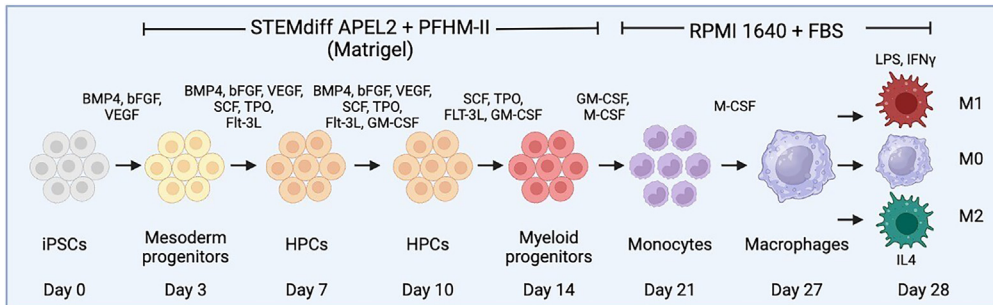 STEMdiff APEL2 + PFHM-II
(Matrigel)
RPMI 1640 + FBS
BMP4, bFGF,
VEGF
BMP4, bFGF, VEGF,
SCF, TPO,
Flt-3L
BMP4, bFGF, VEGF,
SCF, TPO,
Flt-3L, GM-CSF
SCF, TPO,
FLT-3L, GM-CSF
GM-CSF,
M-CSF
M-CSF
LPS, IFNγ
M1
M0
M2
IL4
iPSCs
Mesoderm
progenitors
HPCs
HPCs
Myeloid
progenitors
Monocytes
Macrophages
Day 0
Day 3
Day 7
Day 10
Day 14
Day 21
Day 27
Day 28